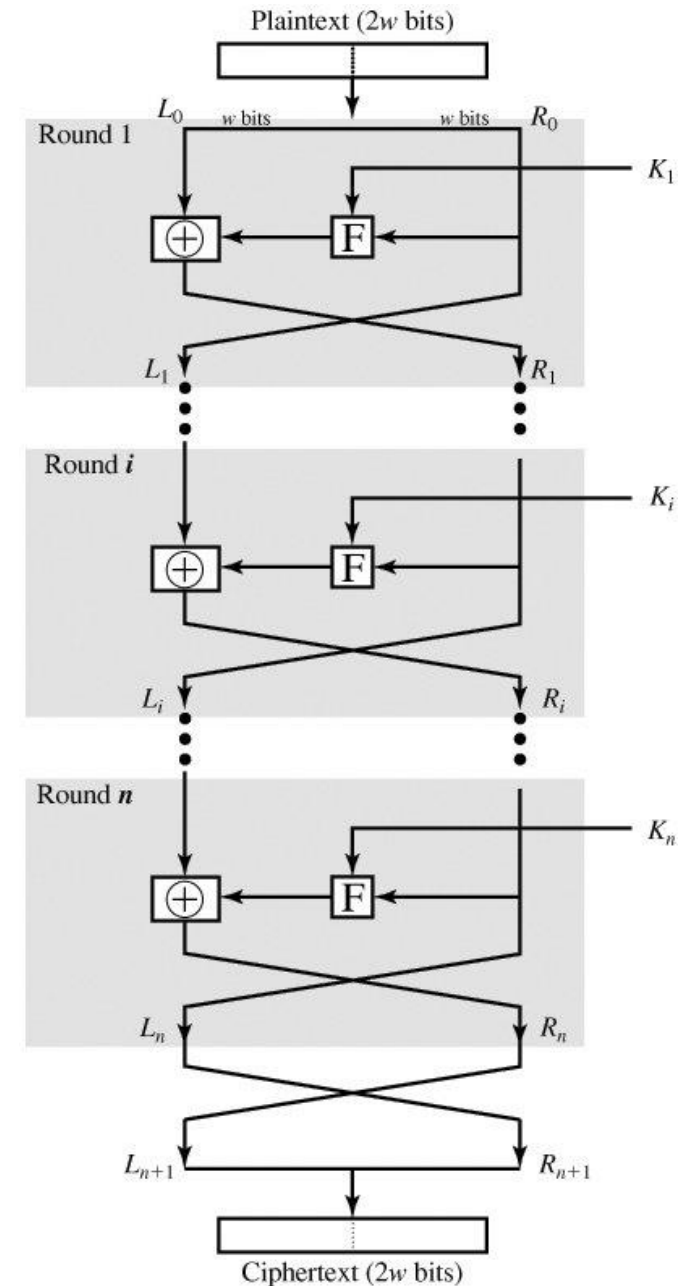 Plaintext (2w bits)
L0 w bits w bits R0
Round 1
K1
F
L1 R1
Round i
Ki
F
Li Ri
Round n
Kn
F
Ln Rn
Ln+1 Rn+1
Ciphertext (2w bits)